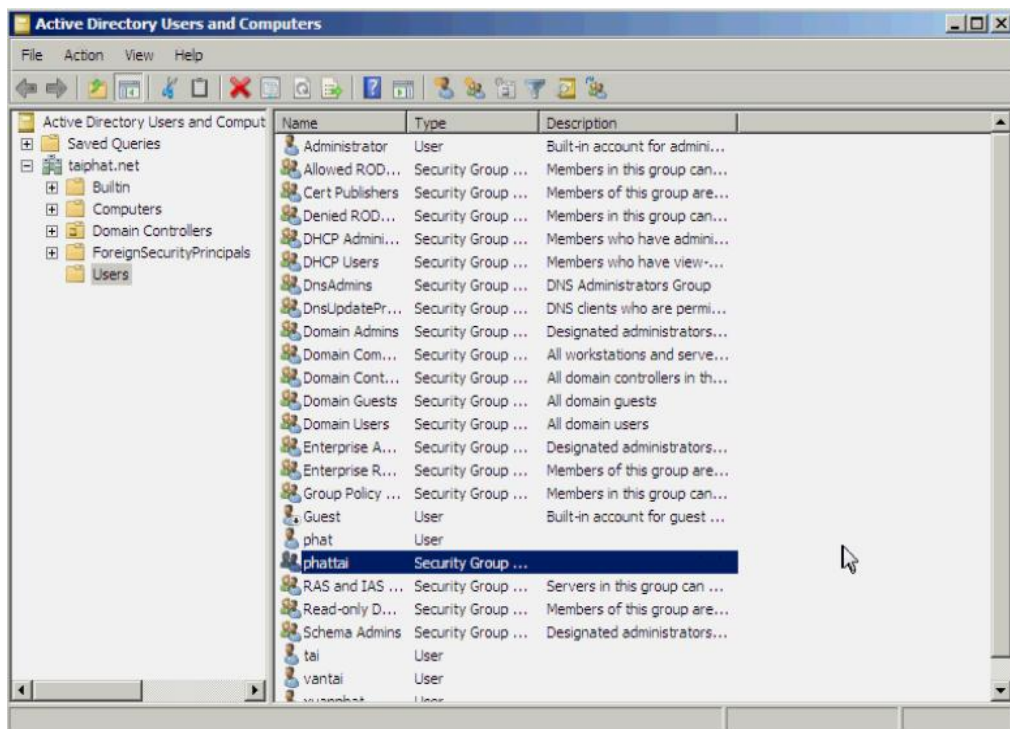 Active Directory Users and Computers
File Action View Help
Active Directory Users and Comput
Saved Queries
taiphat.net
Builtin
Computers
Domain Controllers
ForeignSecurityPrincipals
Users
Name Type Description
Administrator User Built-in account for admini...
Allowed ROD... Security Group ... Members in this group can...
Cert Publishers Security Group ... Members of this group are...
Denied ROD... Security Group ... Members in this group can...
DHCP Admini... Security Group ... Members who have admini...
DHCP Users Security Group ... Members who have view-...
DnsAdmins Security Group ... DNS Administrators Group
DnsUpdatePr... Security Group ... DNS clients who are permi...
Domain Admins Security Group ... Designated administrators...
Domain Com... Security Group ... All workstations and serve...
Domain Cont... Security Group ... All domain controllers in th...
Domain Guests Security Group ... All domain guests
Domain Users Security Group ... All domain users
Enterprise A... Security Group ... Designated administrators...
Enterprise R... Security Group ... Members of this group are...
Group Policy ... Security Group ... Members in this group can...
Guest User Built-in account for guest ...
phat User
phattai Security Group ...
RAS and IAS ... Security Group ... Servers in this group can ...
Read-only D... Security Group ... Members of this group are...
Schema Admins Security Group ... Designated administrators...
tai User
vantai User
xuanphat User